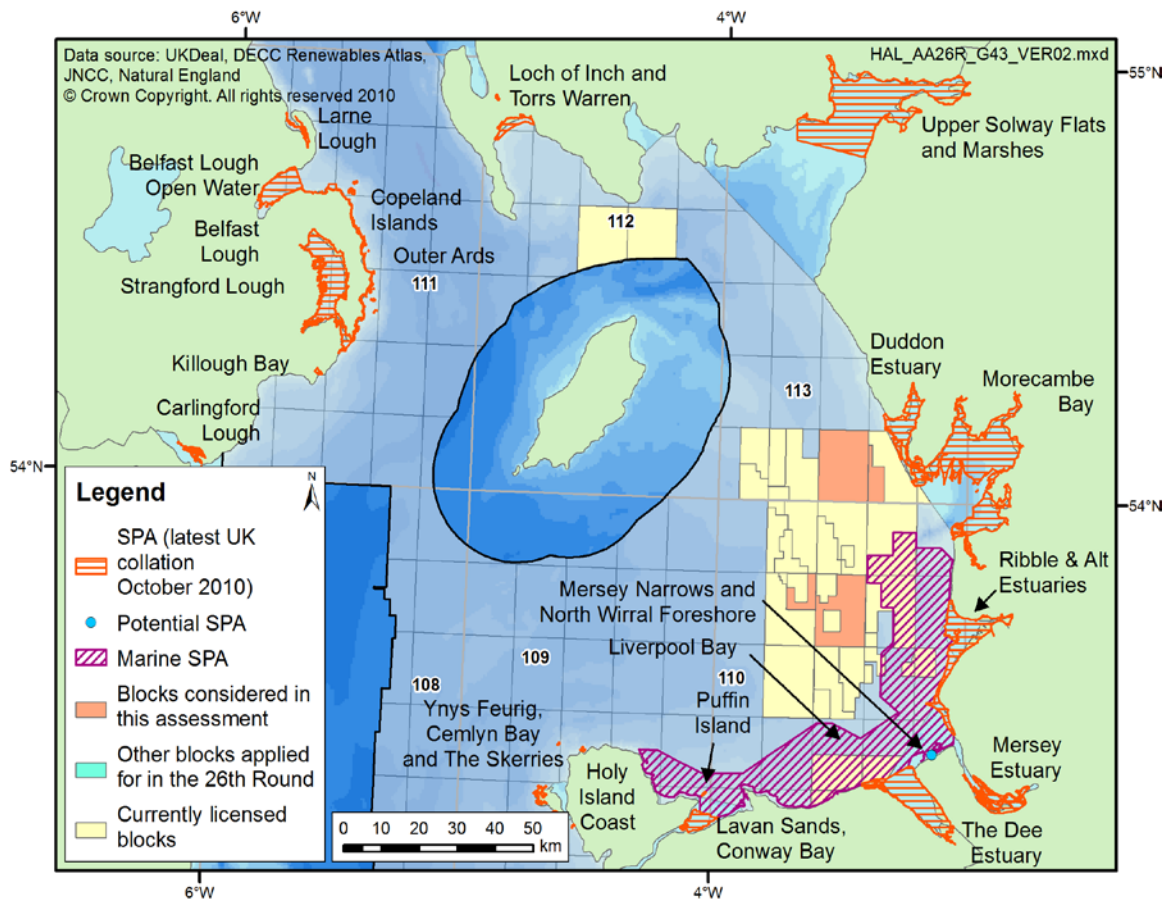 6°W
4°W
Data source: UKDeal, DECC Renewables Atlas,
JNCC, Natural England
© Crown Copyright. All rights reserved 2010
HAL_AA26R_G43_VER02.mxd
55°N
Loch of Inch and
Torrs Warren
Larne
Lough
Upper Solway Flats
and Marshes
Belfast Lough
Open Water
Copeland
Islands
Belfast
Lough
Outer Ards
Strangford Lough
111
112
Killough Bay
Duddon
Estuary
Morecambe
Bay
113
Carlingford
Lough
54°N
54°N
Legend
N
SPA (latest UK
collation
October 2010)
Potential SPA
Marine SPA
Blocks considered in
this assessment
Other blocks applied
for in the 26th Round
Currently licensed
blocks
Ribble & Alt
Estuaries
Mersey Narrows and
North Wirral Foreshore
Liverpool Bay
109
108
110
Puffin
Island
Ynys Feurig,
Cemlyn Bay
and The Skerries
Holy
Island
Coast
Mersey
Estuary
Lavan Sands,
Conway Bay
The Dee
Estuary
0 10 20 30 40 50
km
6°W
4°W